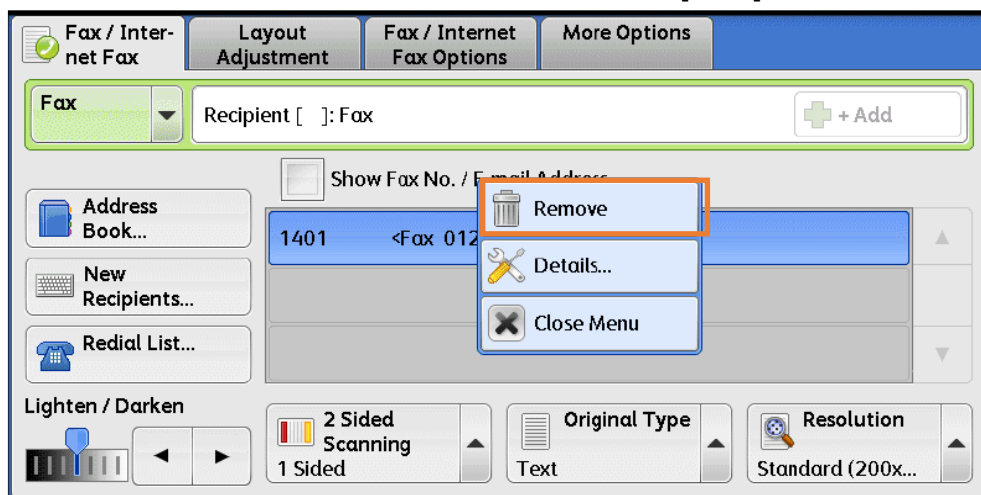 Fax / Inter-
net Fax
Layout
Adjustment
Fax / Internet
Fax Options
More Options
Fax
Recipient [   ]: Fax
+ Add
Show Fax No. / E-mail Address
Address
Book...
New
Recipients...
Redial List...
1401 <Fax 012
Remove
Details...
Close Menu
Lighten / Darken
2 Sided
Scanning
1 Sided
Original Type
Text
Resolution
Standard (200x...